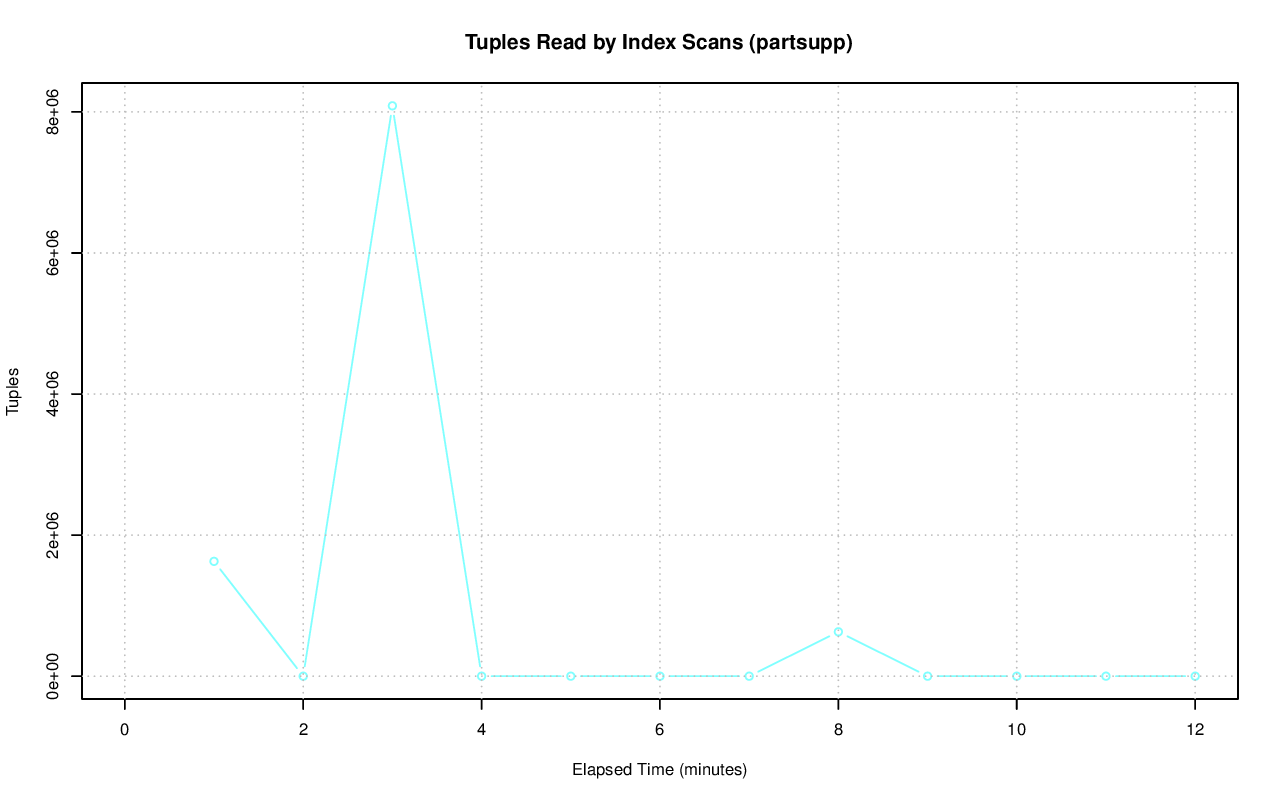 Tuples Read by Index Scans (partsupp)
8e+06
6e+06
4e+06
2e+06
0e+00
Tuples
0 2 4 6 8 10 12
Elapsed Time (minutes)